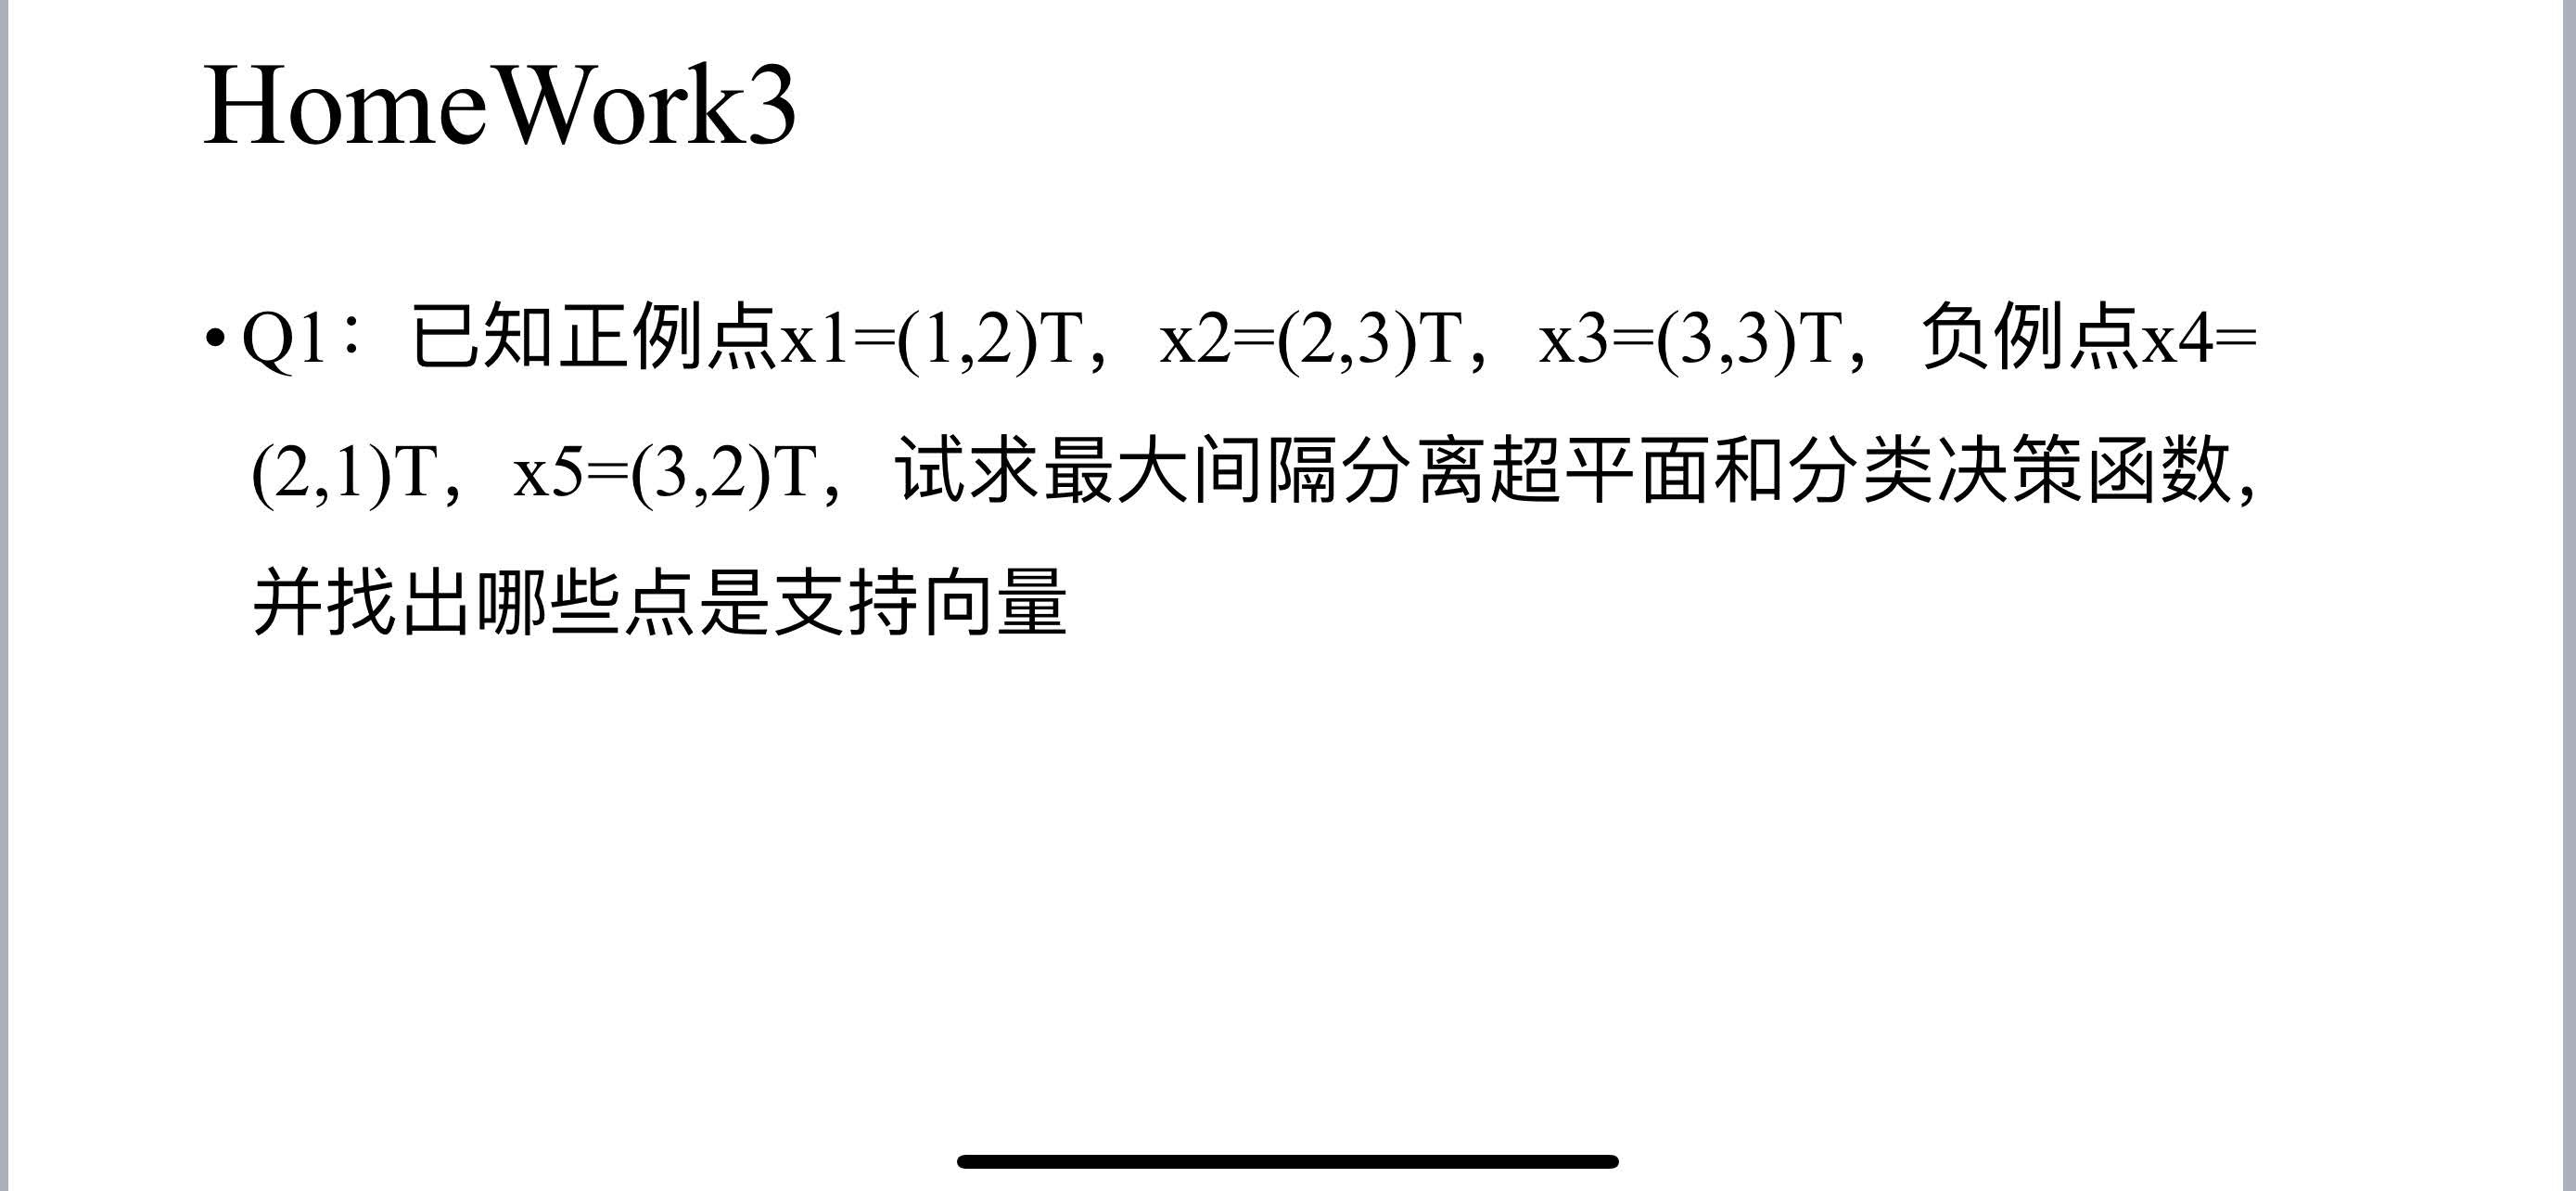 HomeWork3
• Q1：已知正例点x1=(1,2)T，x2=(2,3)T，x3=(3,3)T，负例点x4=
(2,1)T，x5=(3,2)T，试求最大间隔分离超平面和分类决策函数,
并找出哪些点是支持向量